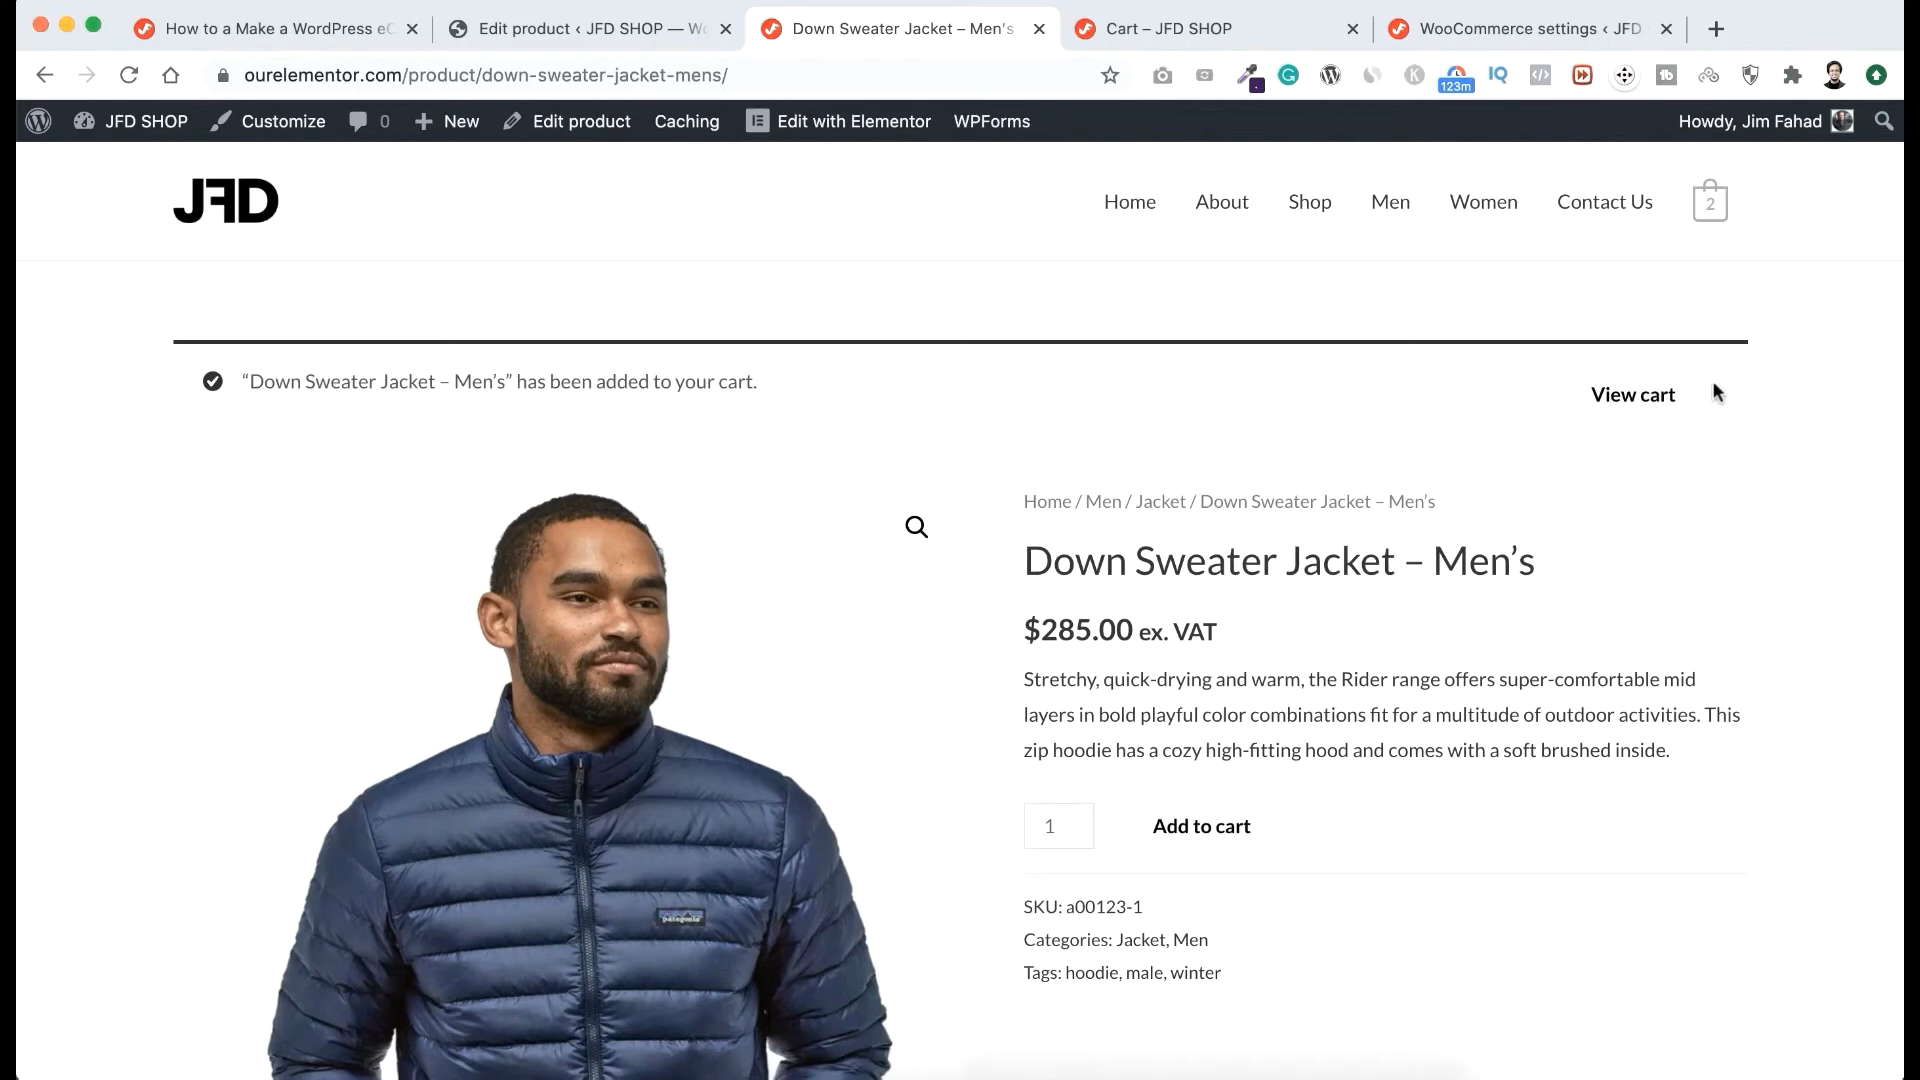 How to a Make a WordPress eC
Edit product ‹ JFD SHOP — Wo
Down Sweater Jacket – Men's
Cart – JFD SHOP
WooCommerce settings ‹ JFD
ourelementor.com/product/down-sweater-jacket-mens/
123m
IQ
JFD SHOP
Customize
0
New
Edit product
Caching
Edit with Elementor
WPForms
Howdy, Jim Fahad
JFD
Home
About
Shop
Men
Women
Contact Us
2
“Down Sweater Jacket – Men’s” has been added to your cart.
View cart
Home / Men / Jacket / Down Sweater Jacket – Men’s
Down Sweater Jacket – Men’s
$285.00 ex. VAT
Stretchy, quick-drying and warm, the Rider range offers super-comfortable mid
layers in bold playful color combinations fit for a multitude of outdoor activities. This
zip hoodie has a cozy high-fitting hood and comes with a soft brushed inside.
1
Add to cart
patagonia
SKU: a00123-1
Categories: Jacket, Men
Tags: hoodie, male, winter